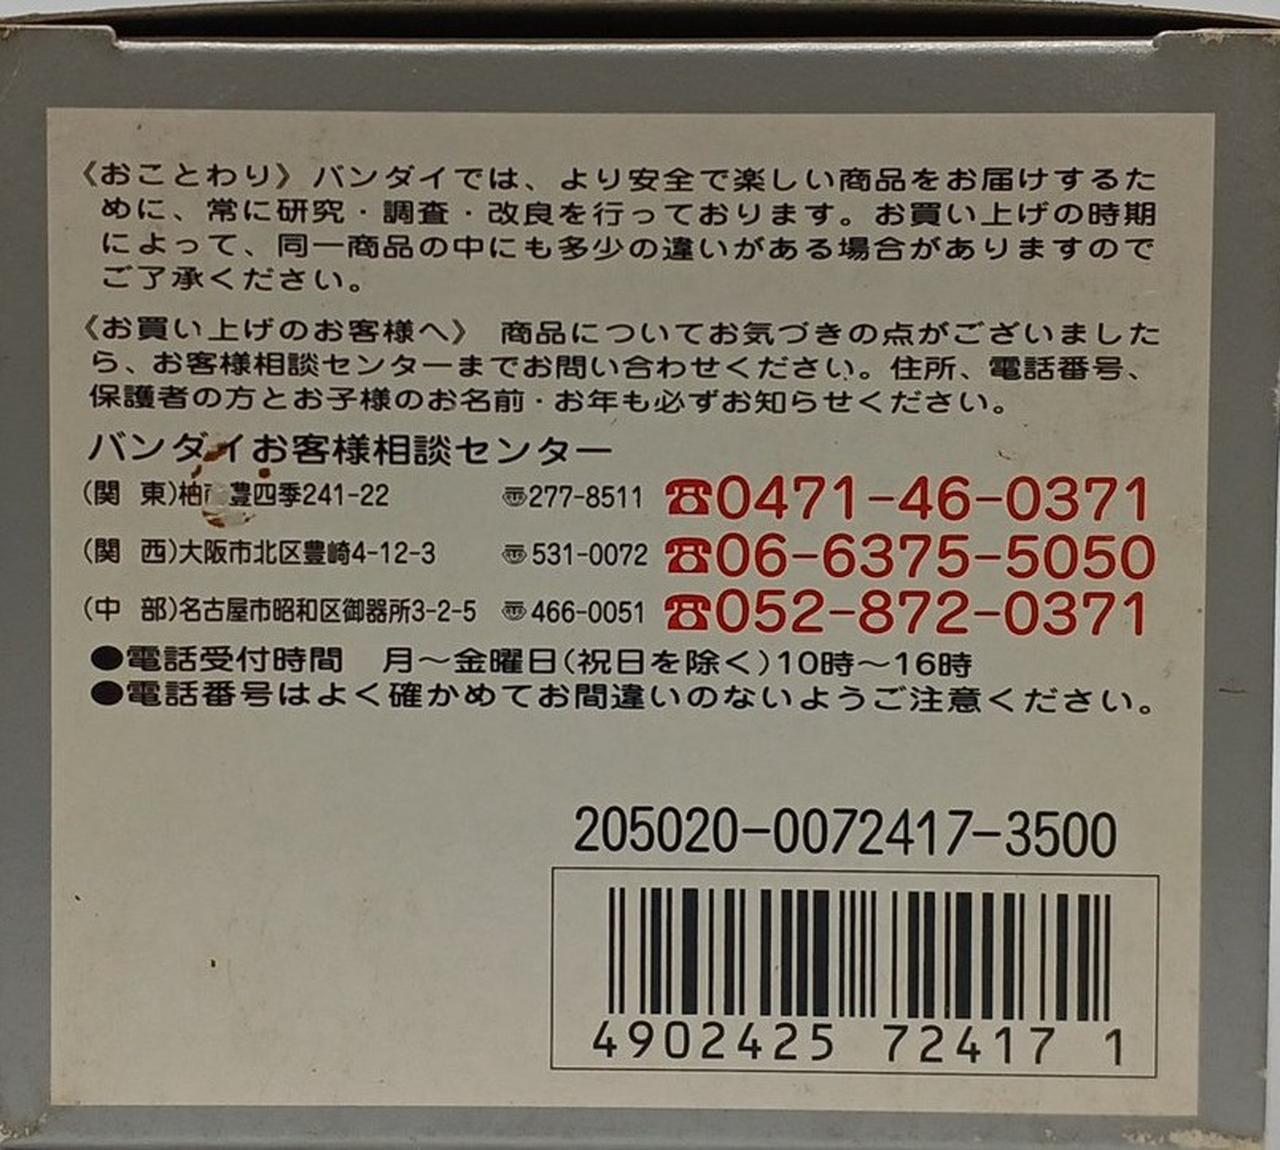 《おことわり》バンダイでは、より安全で楽しい商品をお届けするた
めに、常に研究・調査・改良を行っております。お買い上げの時期
によって、同一商品の中にも多少の違いがある場合がありますので
ご了承ください。
《お買い上げのお客様へ》 商品についてお気づきの点がございました
ら、お客様相談センターまでお問い合わせください。住所、電話番号、
保護者の方とお子様のお名前・お年も必ずお知らせください。
バンダイお客様相談センター
(関 東)柏市豊四季241-22 〠277-8511 ☎0471-46-0371
(関 西)大阪市北区豊崎4-12-3 〠531-0072 ☎06-6375-5050
(中 部)名古屋市昭和区御器所3-2-5 〠466-0051 ☎052-872-0371
●電話受付時間 月〜金曜日(祝日を除く)10時〜16時
●電話番号はよく確かめてお間違いのないようご注意ください。
205020-0072417-3500
4902425 72417 1